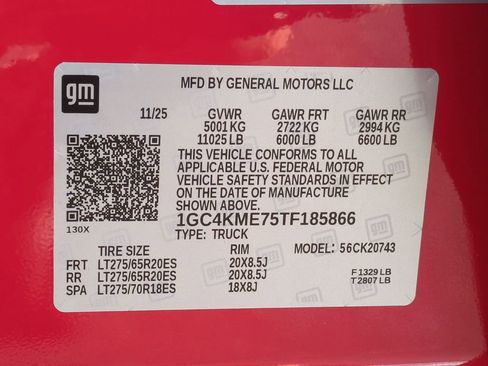 gm
MFD BY GENERAL MOTORS LLC
11/25 GVWR GAWR FRT GAWR RR
5001 KG 2722 KG 2994 KG
11025 LB 6000 LB 6600 LB
THIS VEHICLE CONFORMS TO ALL
APPLICABLE U.S. FEDERAL MOTOR
VEHICLE SAFETY STANDARDS IN EFFECT
ON THE DATE OF MANUFACTURE
SHOWN ABOVE.
1GC4KME75TF185866
130X
TYPE: TRUCK
TIRE SIZE RIM MODEL: 56CK20743
FRT LT275/65R20ES 20X8.5J F 1329 LB
RR LT275/65R20ES 20X8.5J T 2807 LB
SPA LT275/70R18ES 18X8J